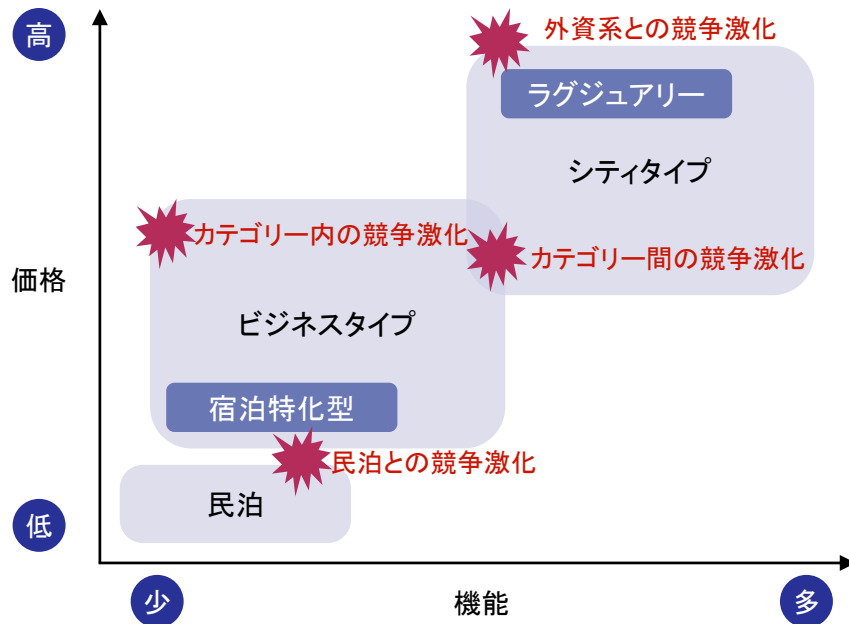 高
外資系との競争激化
ラグジュアリー
シティタイプ
カテゴリー内の競争激化
カテゴリー間の競争激化
価格
ビジネスタイプ
宿泊特化型
民泊との競争激化
民泊
低
少
機能
多